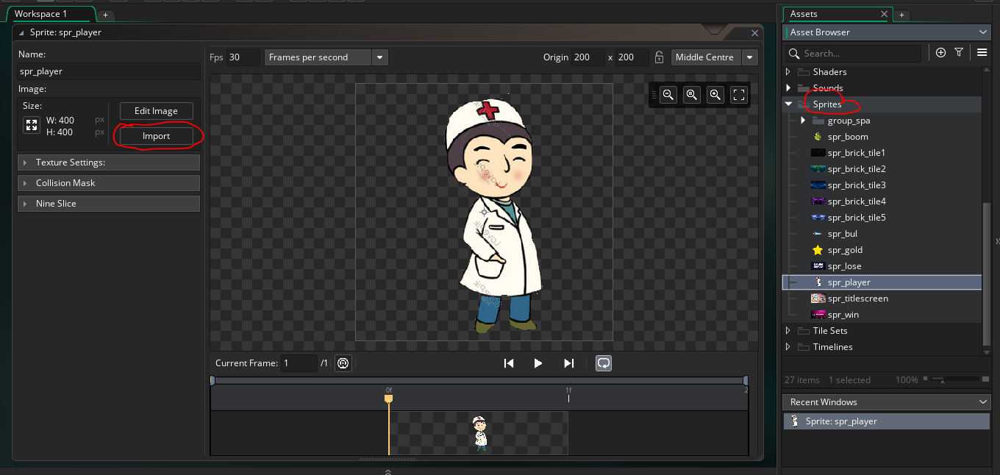 Workspace 1 +
Sprite: spr_player
Name:
spr_player
Image:
Size:
W: 400 px
H: 400 px
Edit Image
Import
Texture Settings:
Collision Mask
Nine Slice
Fps 30 Frames per second Origin 200 x 200 Middle Centre
Current Frame: 1 /1
0f 1f 2
Assets +
Asset Browser
Search...
Shaders
Sounds
Sprites
group_spa
spr_boom
spr_brick_tile1
spr_brick_tile2
spr_brick_tile3
spr_brick_tile4
spr_brick_tile5
spr_bul
spr_gold
spr_lose
spr_player
spr_titlescreen
spr_win
Tile Sets
Timelines
27 items 1 selected 100%
Recent Windows
Sprite: spr_player